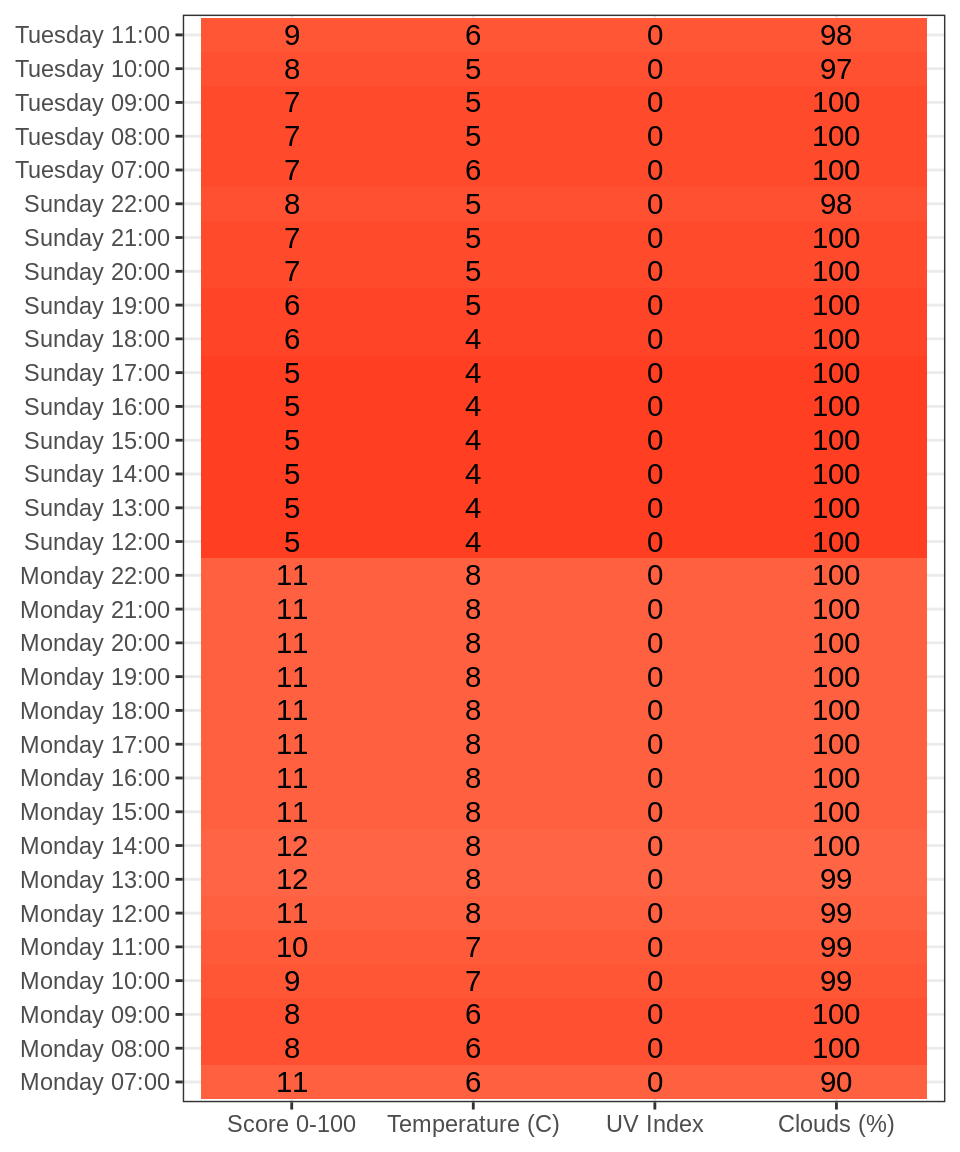 Tuesday 11:00 9 6 0 98
Tuesday 10:00 8 5 0 97
Tuesday 09:00 7 5 0 100
Tuesday 08:00 7 5 0 100
Tuesday 07:00 7 6 0 100
Sunday 22:00 8 5 0 98
Sunday 21:00 7 5 0 100
Sunday 20:00 7 5 0 100
Sunday 19:00 6 5 0 100
Sunday 18:00 6 4 0 100
Sunday 17:00 5 4 0 100
Sunday 16:00 5 4 0 100
Sunday 15:00 5 4 0 100
Sunday 14:00 5 4 0 100
Sunday 13:00 5 4 0 100
Sunday 12:00 5 4 0 100
Monday 22:00 11 8 0 100
Monday 21:00 11 8 0 100
Monday 20:00 11 8 0 100
Monday 19:00 11 8 0 100
Monday 18:00 11 8 0 100
Monday 17:00 11 8 0 100
Monday 16:00 11 8 0 100
Monday 15:00 11 8 0 100
Monday 14:00 12 8 0 100
Monday 13:00 12 8 0 99
Monday 12:00 11 8 0 99
Monday 11:00 10 7 0 99
Monday 10:00 9 7 0 99
Monday 09:00 8 6 0 100
Monday 08:00 8 6 0 100
Monday 07:00 11 6 0 90
Score 0-100 Temperature (C) UV Index Clouds (%)